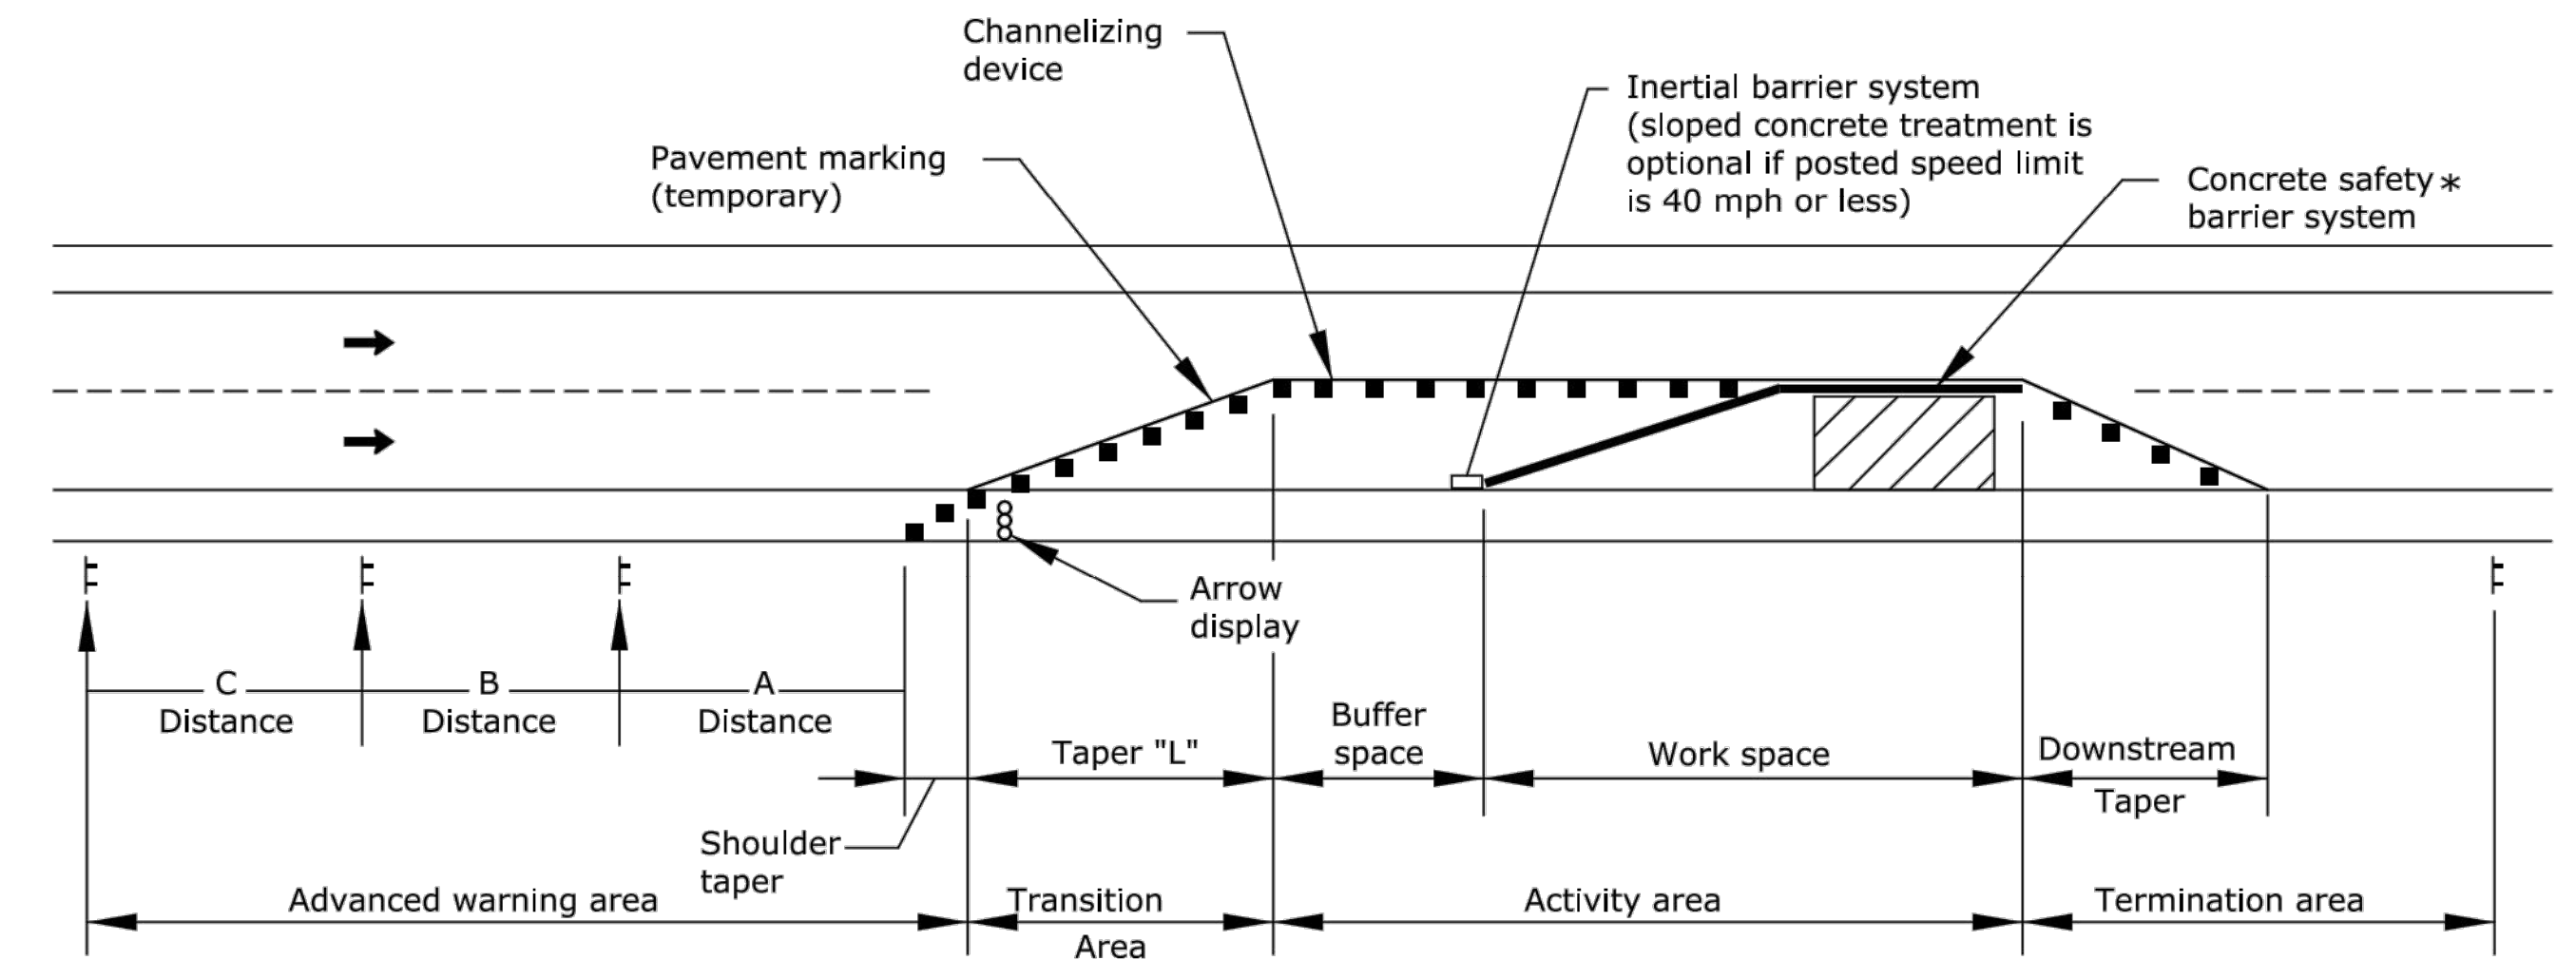 Channelizing
device
Inertial barrier system
(sloped concrete treatment is
optional if posted speed limit
is 40 mph or less)
Pavement marking
(temporary)
Concrete safety*
barrier system
Arrow
display
C
Distance
B
Distance
A
Distance
Shoulder
taper
Taper "L"
Buffer
space
Work space
Downstream
Taper
Advanced warning area
Transition
Area
Activity area
Termination area